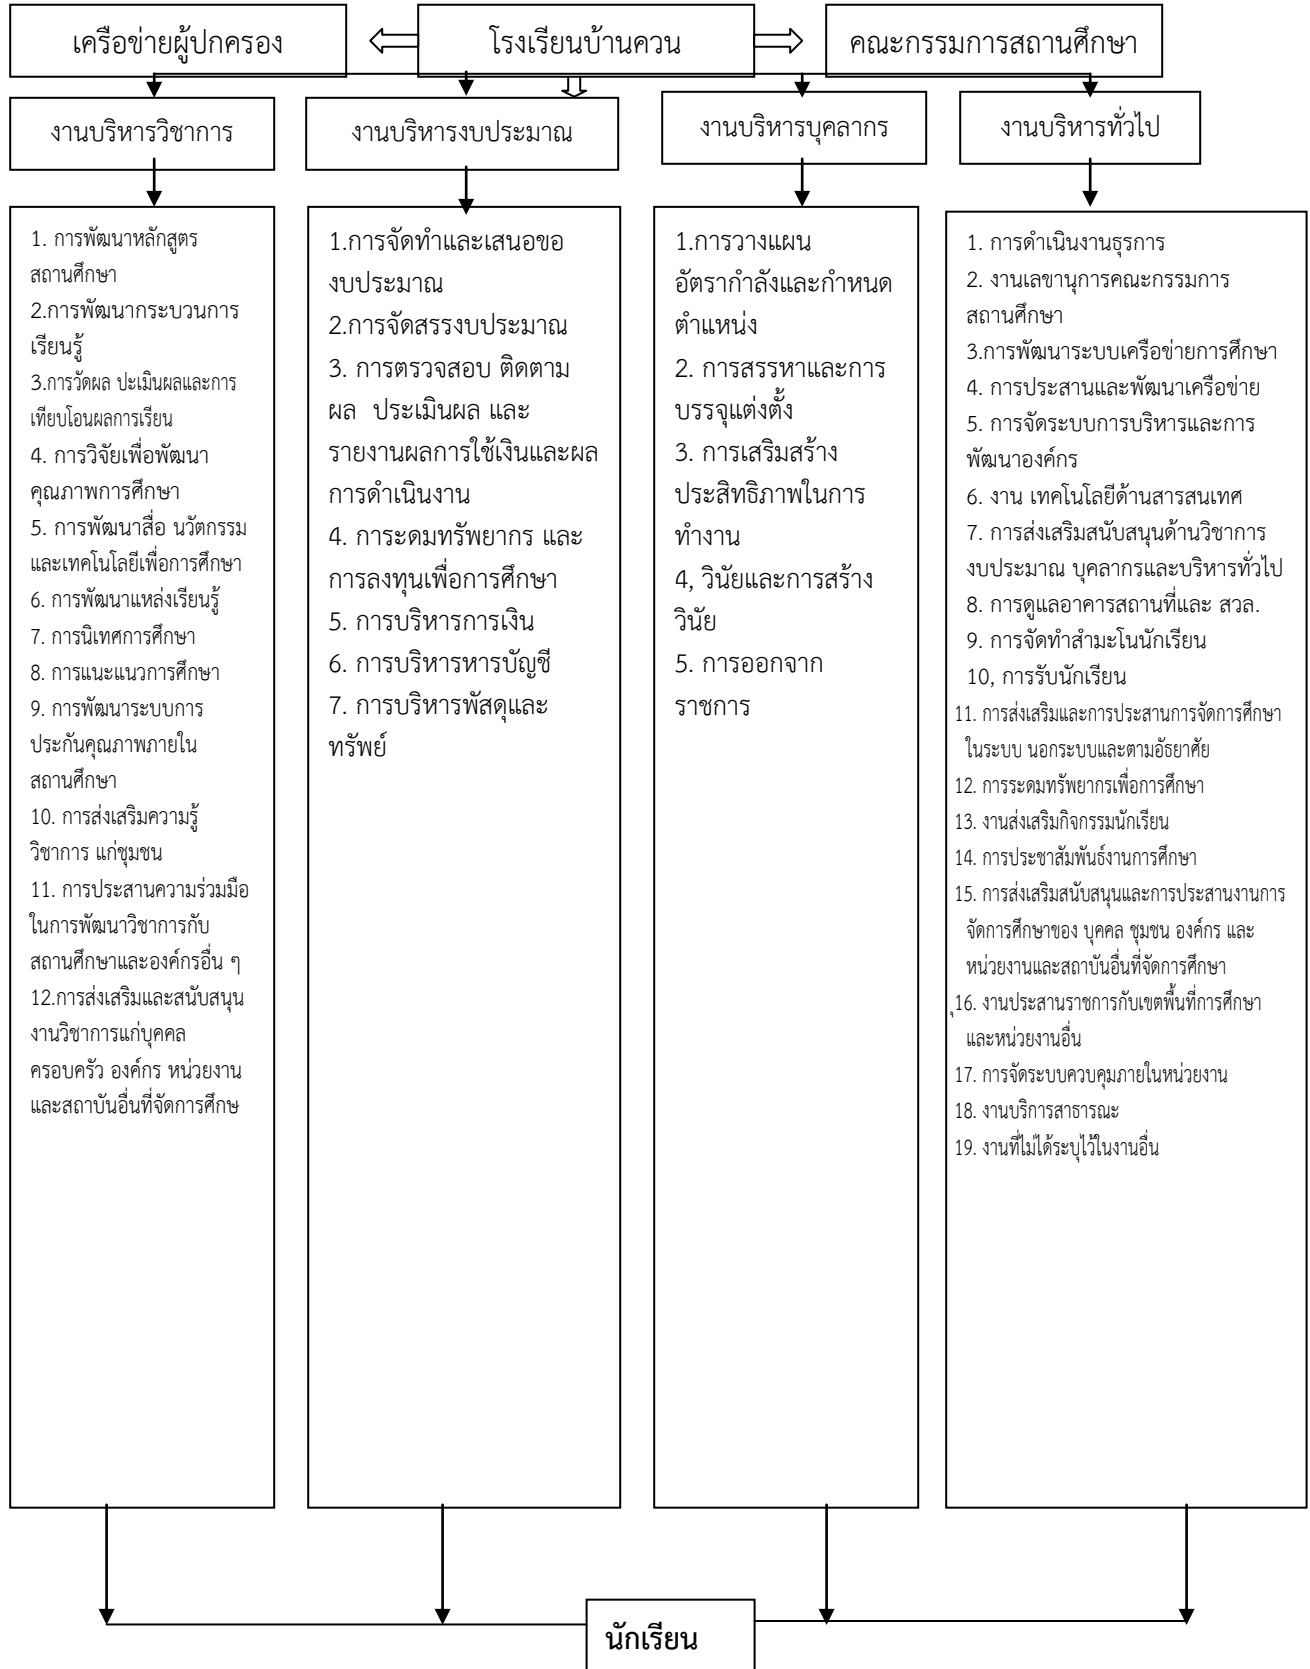 เครือข่ายผู้ปกครอง
โรงเรียนบ้านควน
คณะกรรมการสถานศึกษา
งานบริหารวิชาการ
งานบริหารงบประมาณ
งานบริหารบุคลากร
งานบริหารทั่วไป
1. การพัฒนาหลักสูตร
สถานศึกษา
2.การพัฒนากระบวนการ
เรียนรู้
3.การวัดผล ปะเมินผลและการ
เทียบโอนผลการเรียน
4. การวิจัยเพื่อพัฒนา
คุณภาพการศึกษา
5. การพัฒนาสื่อ นวัตกรรม
และเทคโนโลยีเพื่อการศึกษา
6. การพัฒนาแหล่งเรียนรู้
7. การนิเทศการศึกษา
8. การแนะแนวการศึกษา
9. การพัฒนาระบบการ
ประกันคุณภาพภายใน
สถานศึกษา
10. การส่งเสริมความรู้
วิชาการ แก่ชุมชน
11. การประสานความร่วมมือ
ในการพัฒนาวิชาการกับ
สถานศึกษาและองค์กรอื่น ๆ
12.การส่งเสริมและสนับสนุน
งานวิชาการแก่บุคคล
ครอบครัว องค์กร หน่วยงาน
และสถาบันอื่นที่จัดการศึกษ
1.การจัดทำและเสนอขอ
งบประมาณ
2.การจัดสรรงบประมาณ
3. การตรวจสอบ ติดตาม
ผล ประเมินผล และ
รายงานผลการใช้เงินและผล
การดำเนินงาน
4. การะดมทรัพยากร และ
การลงทุนเพื่อการศึกษา
5. การบริหารการเงิน
6. การบริหารหารบัญชี
7. การบริหารพัสดุและ
ทรัพย์
1.การวางแผน
อัตรากำลังและกำหนด
ตำแหน่ง
2. การสรรหาและการ
บรรจุแต่งตั้ง
3. การเสริมสร้าง
ประสิทธิภาพในการ
ทำงาน
4, วินัยและการสร้าง
วินัย
5. การออกจาก
ราชการ
1. การดำเนินงานธุรการ
2. งานเลขานุการคณะกรรมการ
สถานศึกษา
3.การพัฒนาระบบเครือข่ายการศึกษา
4. การประสานและพัฒนาเครือข่าย
5. การจัดระบบการบริหารและการ
พัฒนาองค์กร
6. งาน เทคโนโลยีด้านสารสนเทศ
7. การส่งเสริมสนับสนุนด้านวิชาการ
งบประมาณ บุคลากรและบริหารทั่วไป
8. การดูแลอาคารสถานที่และ สวล.
9. การจัดทำสำมะโนนักเรียน
10, การรับนักเรียน
11. การส่งเสริมและการประสานการจัดการศึกษา
ในระบบ นอกระบบและตามอัธยาศัย
12. การระดมทรัพยากรเพื่อการศึกษา
13. งานส่งเสริมกิจกรรมนักเรียน
14. การประชาสัมพันธ์งานการศึกษา
15. การส่งเสริมสนับสนุนและการประสานงานการ
จัดการศึกษาของ บุคคล ชุมชน องค์กร และ
หน่วยงานและสถาบันอื่นที่จัดการศึกษา
ุ16. งานประสานราชการกับเขตพื้นที่การศึกษา
และหน่วยงานอื่น
17. การจัดระบบควบคุมภายในหน่วยงาน
18. งานบริการสาธารณะ
19. งานที่ไม่ได้ระบุไว้ในงานอื่น
นักเรียน